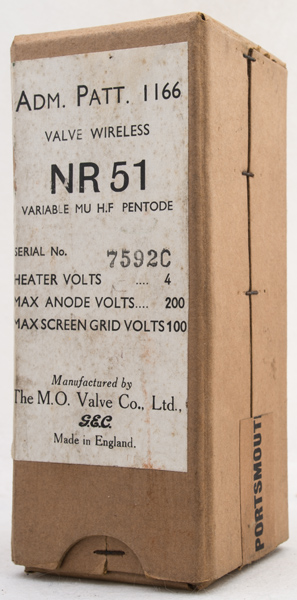 ADM. PATT. 1166
VALVE WIRELESS
NR 51
VARIABLE MU H.F PENTODE
SERIAL No. 7592C
HEATER VOLTS .... 4
MAX ANODE VOLTS.... 200
MAX SCREEN GRID VOLTS 100
Manufactured by
The M.O. Valve Co., Ltd.,
G.E.C.
Made in England.
PORTSMOUT